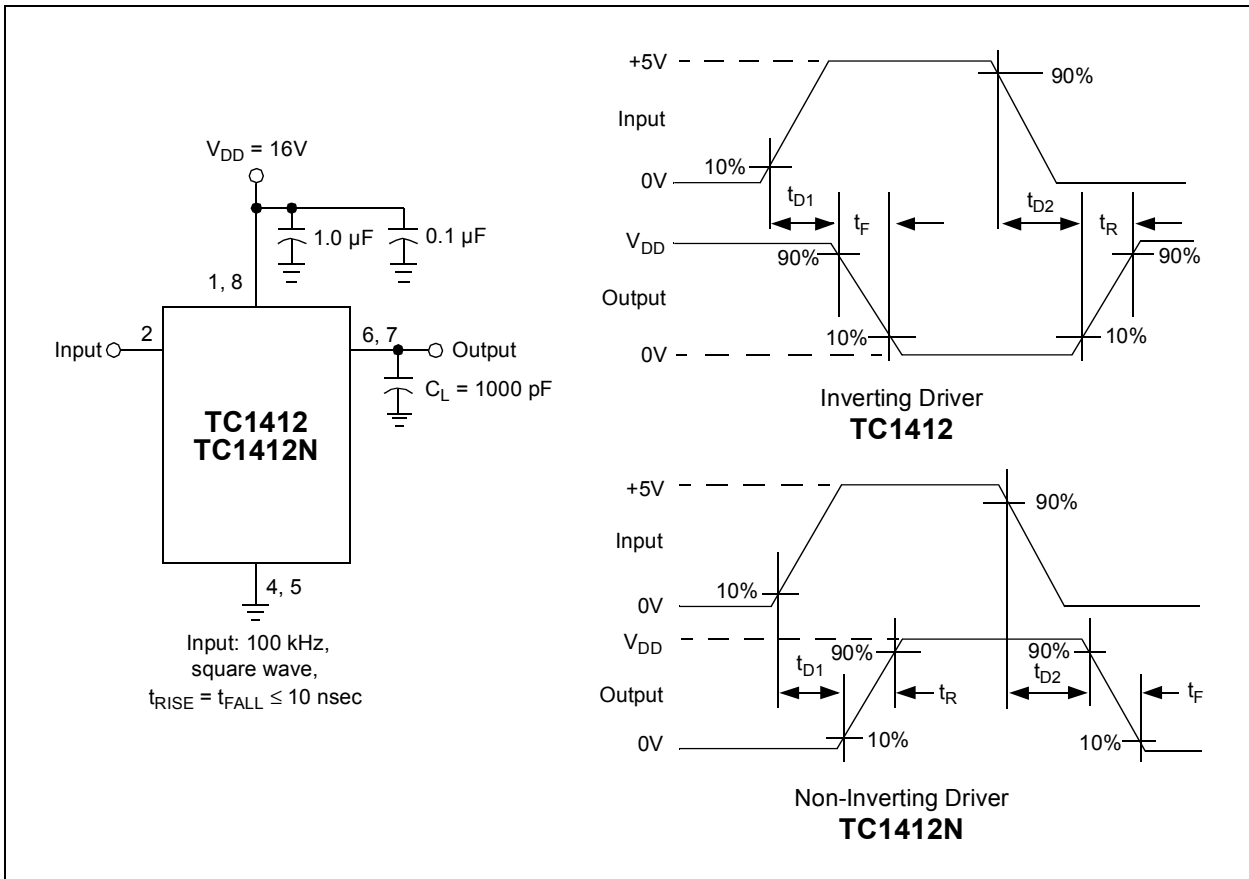 V_DD = 16V
1.0 µF
0.1 µF
1, 8
Input
2
6, 7
Output
C_L = 1000 pF
TC1412
TC1412N
4, 5
Input: 100 kHz,
square wave,
t_RISE = t_FALL ≤ 10 nsec
+5V
90%
Input
10%
0V
t_D1
t_F
t_D2
t_R
V_DD
90%
90%
Output
10%
10%
0V
Inverting Driver
TC1412
+5V
90%
Input
10%
0V
V_DD
t_D1
90%
90%
t_D2
Output
t_R
t_F
0V
10%
10%
Non-Inverting Driver
TC1412N